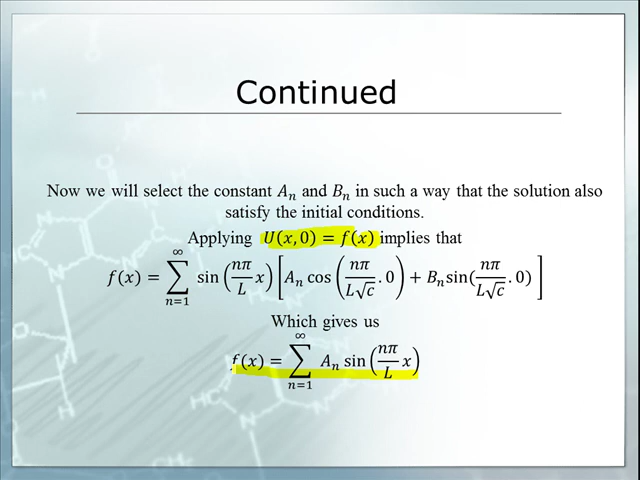 Continued
Now we will select the constant Aₙ and Bₙ in such a way that the solution also
satisfy the initial conditions.
Applying U(x, 0) = f(x) implies that
f(x) = ∑_{n=1}^{∞} sin (nπ/L x) [Aₙ cos (nπ/L√c . 0) + Bₙsin(nπ/L√c . 0) ]
Which gives us
f(x) = ∑_{n=1}^{∞} Aₙ sin (nπ/L x)